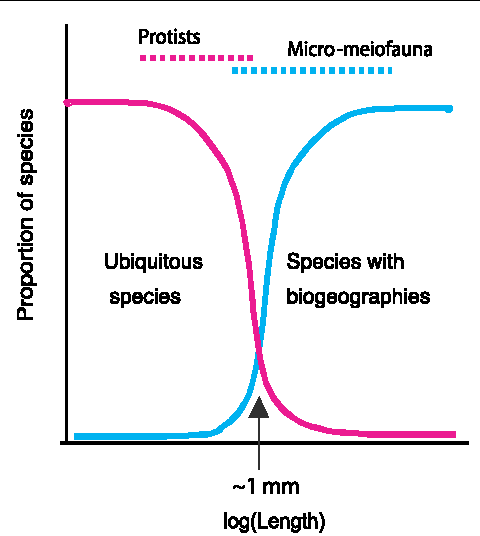 Protists
Micro-meiofauna
Proportion of species
Ubiquitous
species
Species with
biogeographies
~1 mm
log(Length)